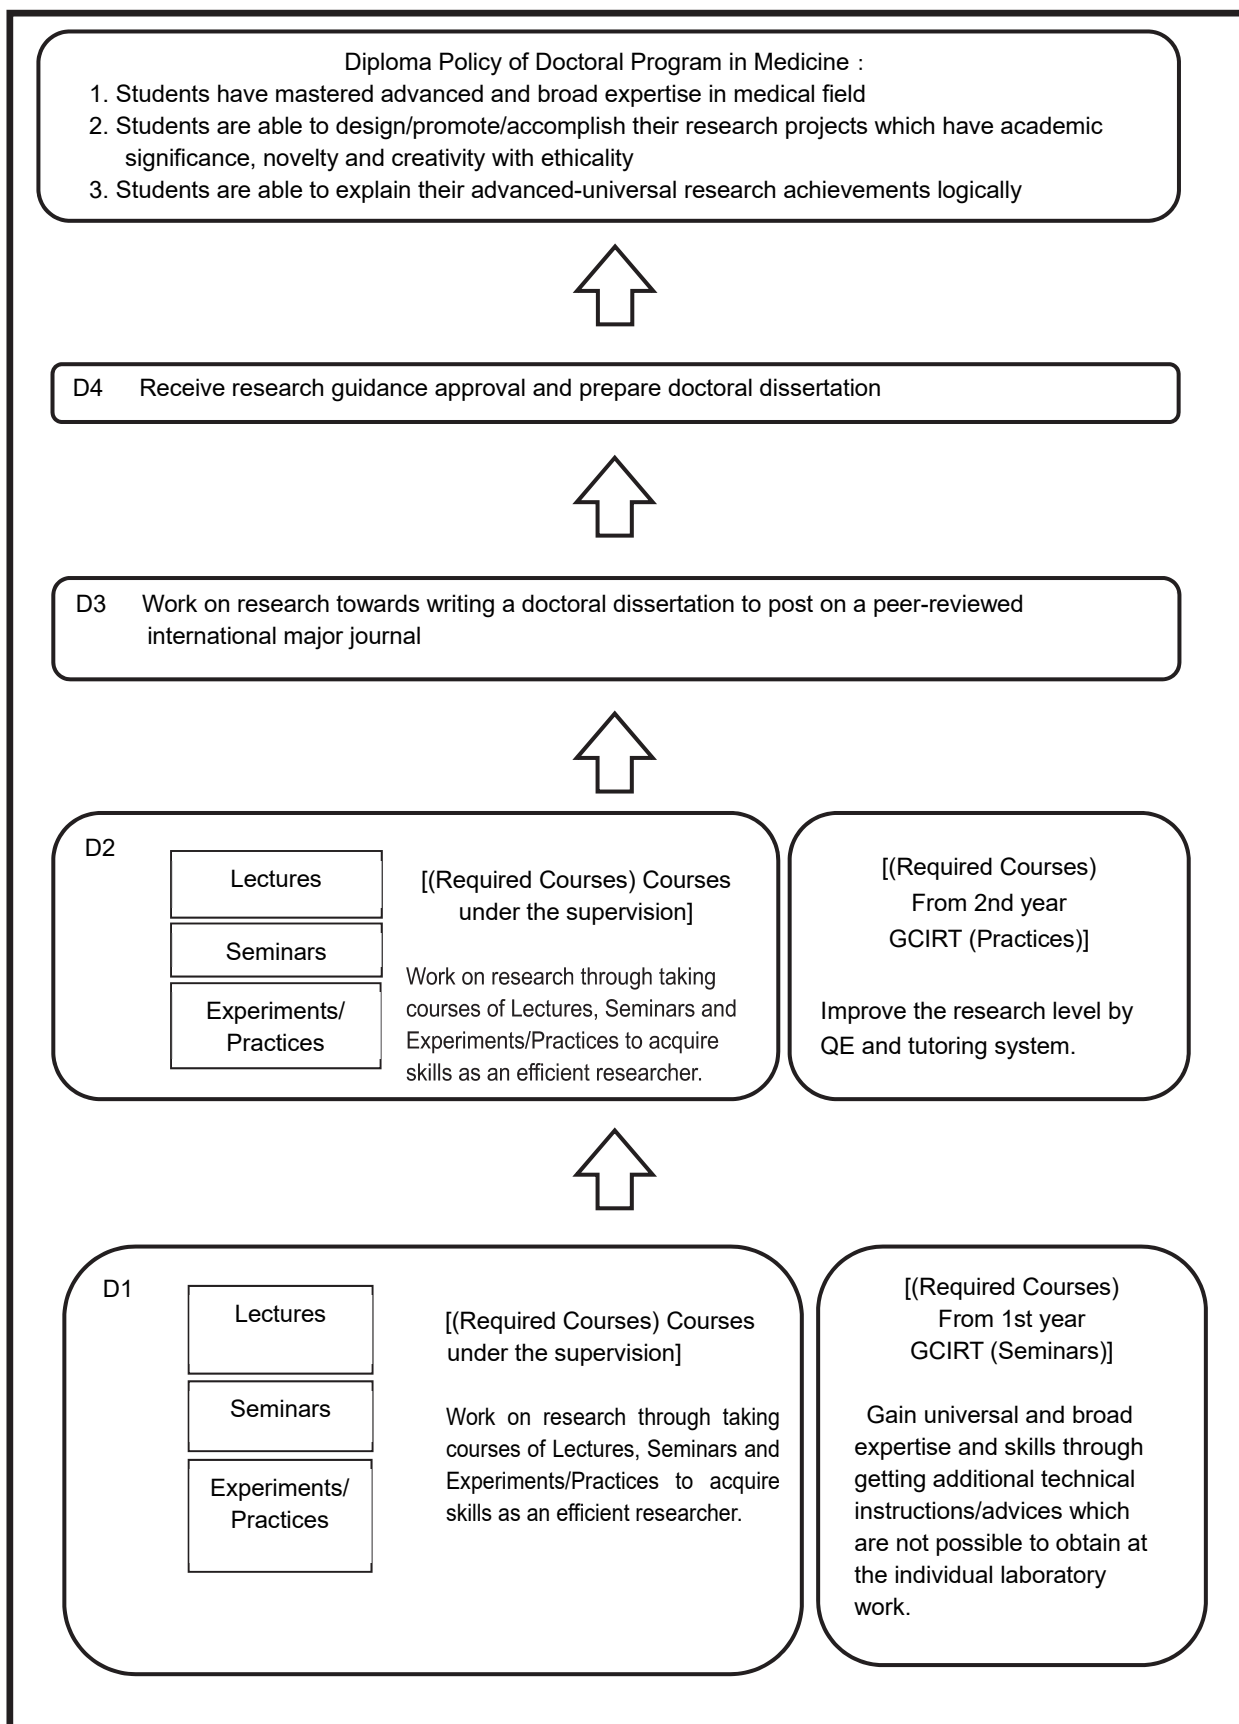 Diploma Policy of Doctoral Program in Medicine：
1. Students have mastered advanced and broad expertise in medical field
2. Students are able to design/promote/accomplish their research projects which have academic
significance, novelty and creativity with ethicality
3. Students are able to explain their advanced-universal research achievements logically
D4 Receive research guidance approval and prepare doctoral dissertation
D3 Work on research towards writing a doctoral dissertation to post on a peer-reviewed
international major journal
D2
Lectures
Seminars
Experiments/
Practices
[(Required Courses) Courses
under the supervision]
Work on research through taking
courses of Lectures, Seminars and
Experiments/Practices to acquire
skills as an efficient researcher.
[(Required Courses)
From 2nd year
GCIRT (Practices)]
Improve the research level by
QE and tutoring system.
D1
Lectures
Seminars
Experiments/
Practices
[(Required Courses) Courses
under the supervision]
Work on research through taking
courses of Lectures, Seminars and
Experiments/Practices to acquire
skills as an efficient researcher.
[(Required Courses)
From 1st year
GCIRT (Seminars)]
Gain universal and broad
expertise and skills through
getting additional technical
instructions/advices which
are not possible to obtain at
the individual laboratory
work.